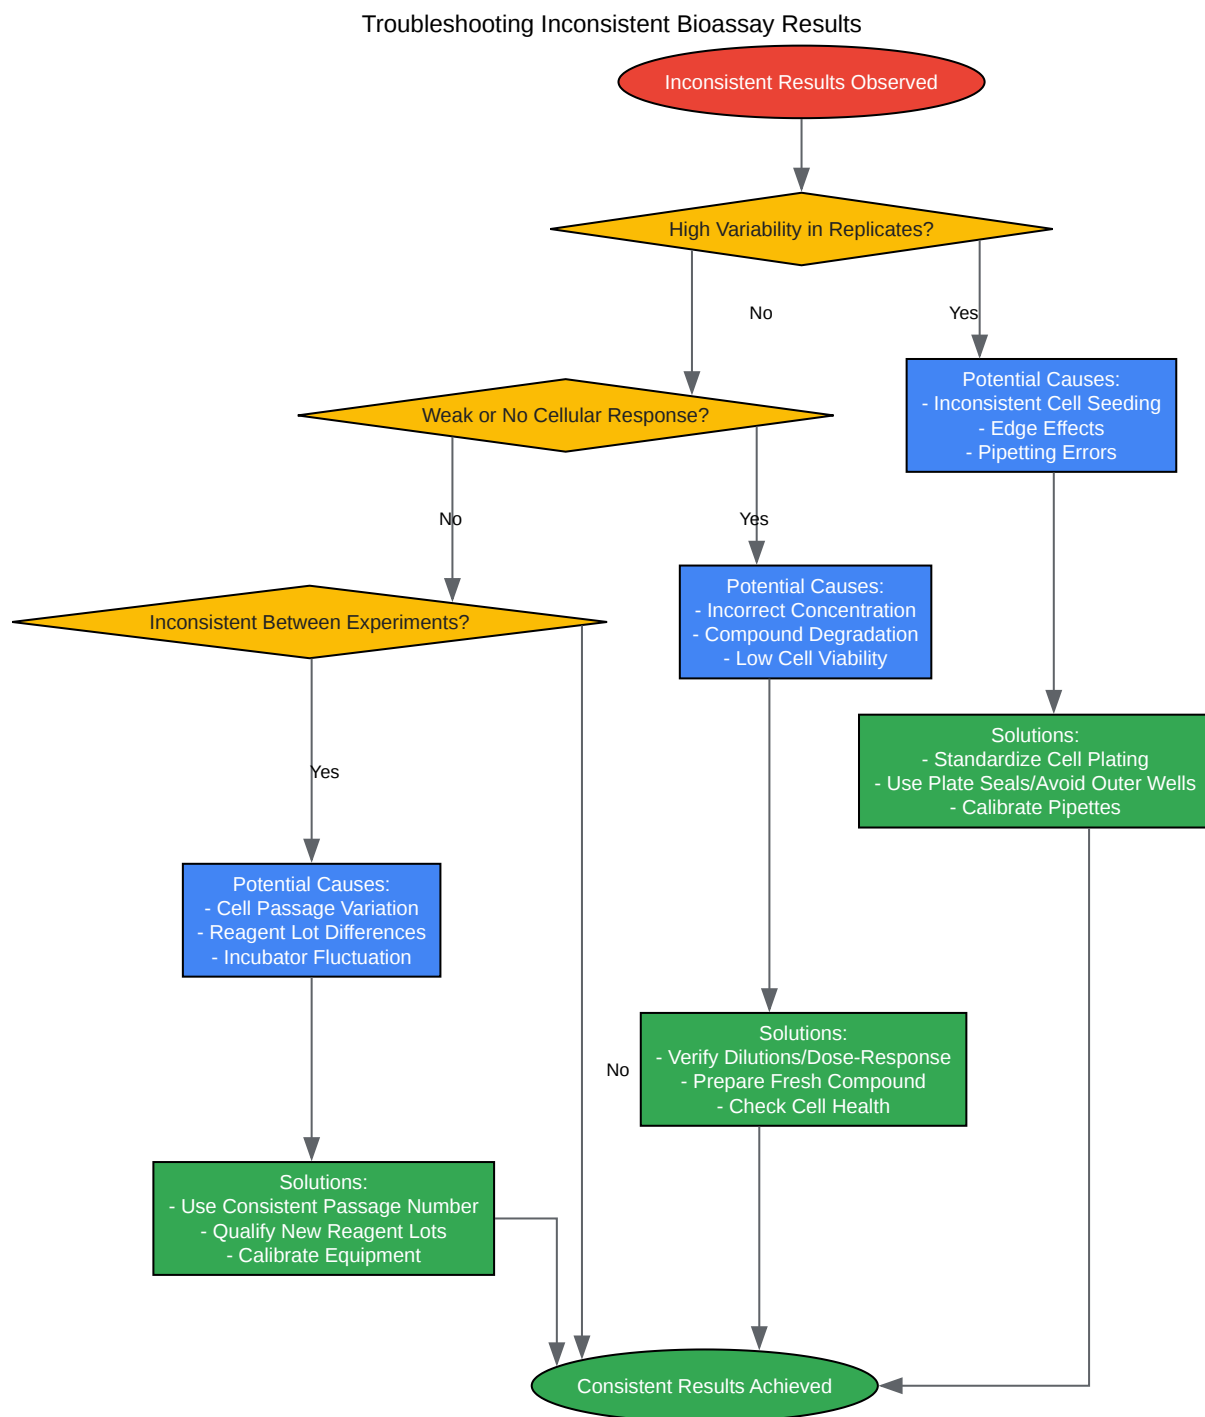 Troubleshooting Inconsistent Bioassay Results
Inconsistent Results Observed
High Variability in Replicates?
No
Yes
Potential Causes:
- Inconsistent Cell Seeding
- Edge Effects
- Pipetting Errors
Weak or No Cellular Response?
No
Yes
Potential Causes:
- Incorrect Concentration
- Compound Degradation
- Low Cell Viability
Inconsistent Between Experiments?
Solutions:
- Standardize Cell Plating
- Use Plate Seals/Avoid Outer Wells
- Calibrate Pipettes
Yes
Potential Causes:
- Cell Passage Variation
- Reagent Lot Differences
- Incubator Fluctuation
No
Solutions:
- Verify Dilutions/Dose-Response
- Prepare Fresh Compound
- Check Cell Health
Solutions:
- Use Consistent Passage Number
- Qualify New Reagent Lots
- Calibrate Equipment
Consistent Results Achieved